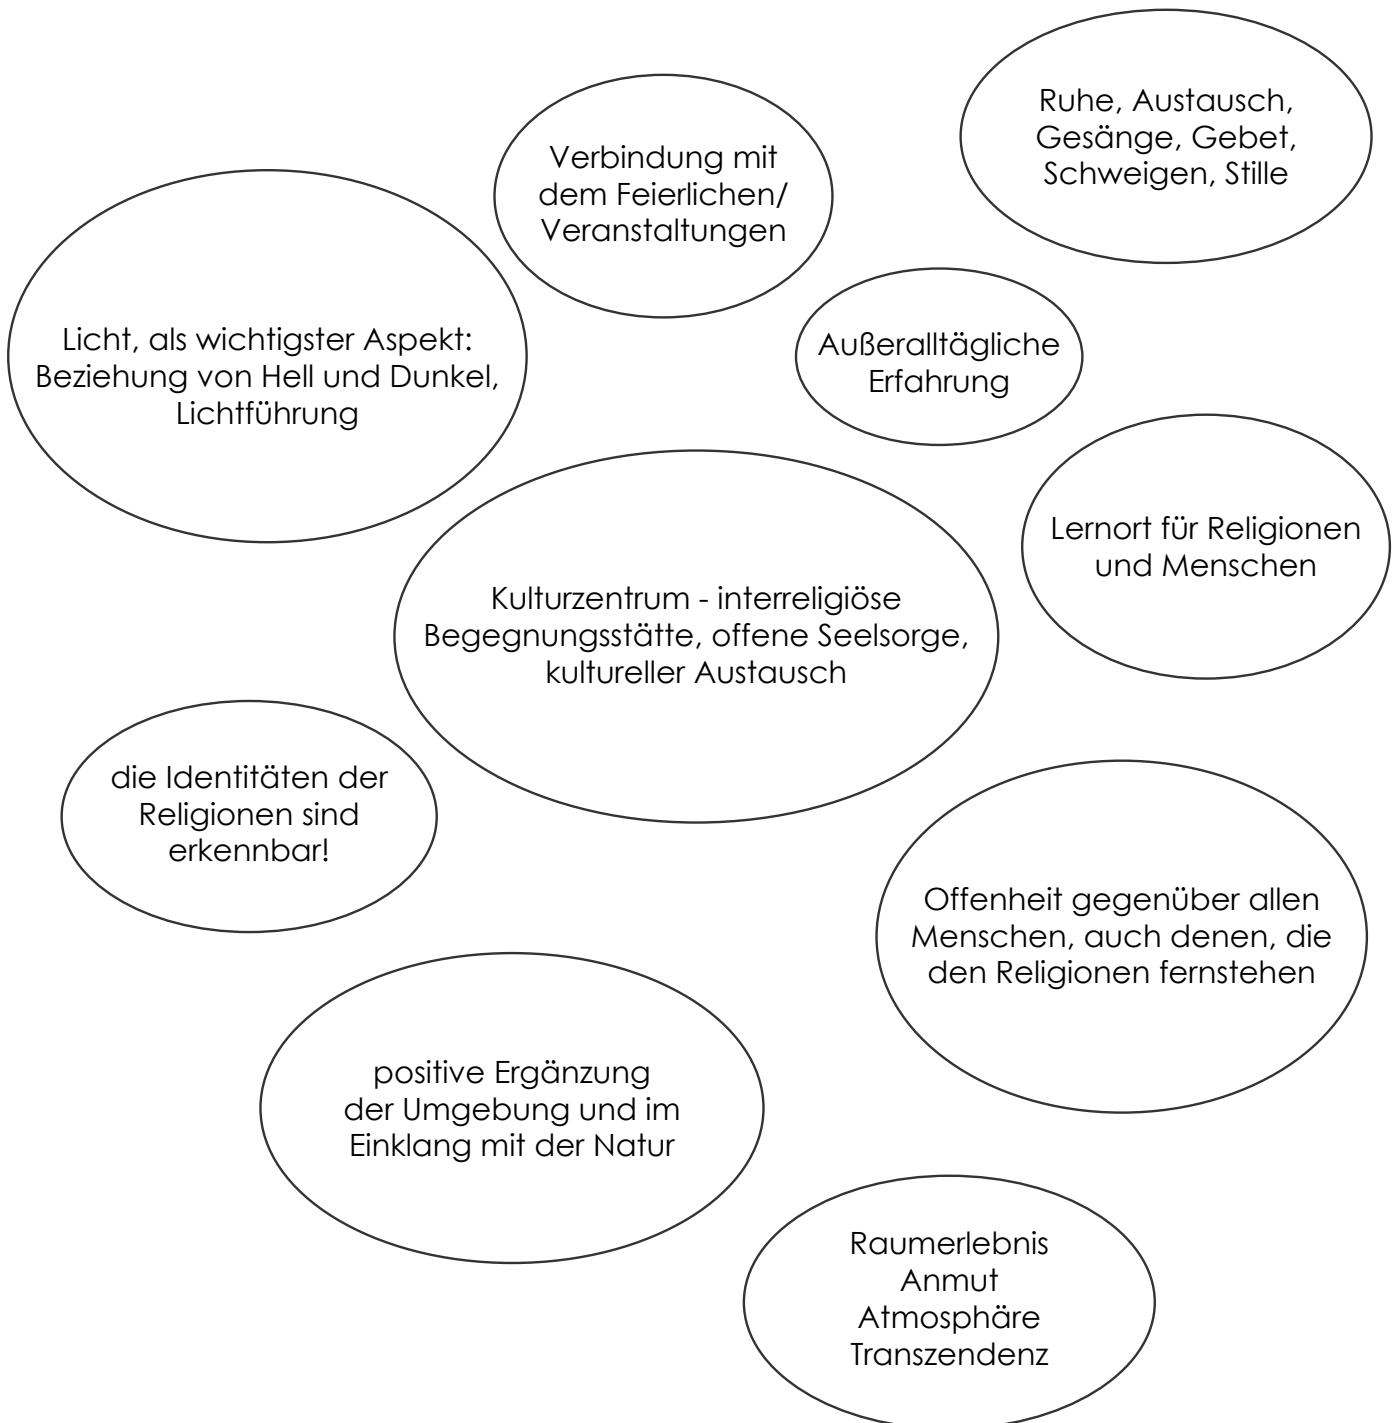 Ruhe, Austausch,
Gesänge, Gebet,
Schweigen, Stille
Verbindung mit
dem Feierlichen/
Veranstaltungen
Licht, als wichtigster Aspekt:
Beziehung von Hell und Dunkel,
Lichtführung
Außeralltägliche
Erfahrung
Lernort für Religionen
und Menschen
Kulturzentrum - interreligiöse
Begegnungsstätte, offene Seelsorge,
kultureller Austausch
die Identitäten der
Religionen sind
erkennbar!
Offenheit gegenüber allen
Menschen, auch denen, die
den Religionen fernstehen
positive Ergänzung
der Umgebung und im
Einklang mit der Natur
Raumerlebnis
Anmut
Atmosphäre
Transzendenz